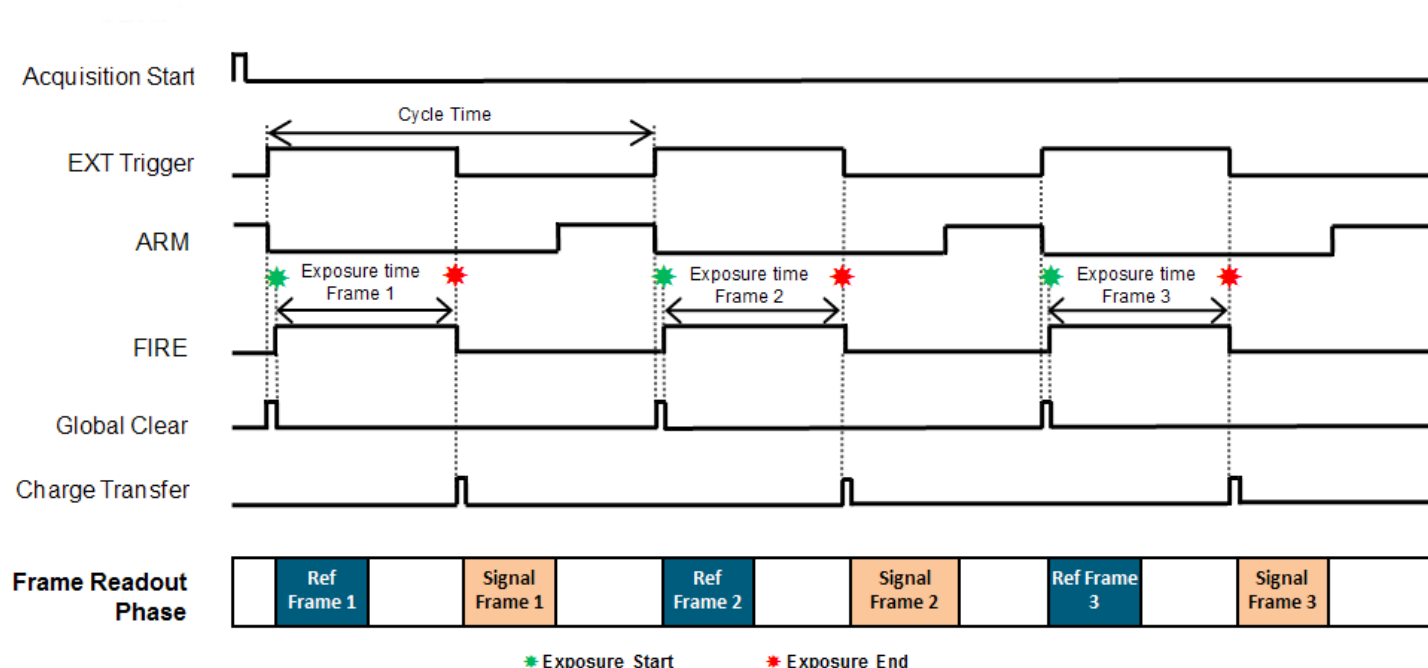 Acquisition Start
Cycle Time
EXT Trigger
ARM
Exposure time
Frame 1
Exposure time
Frame 2
Exposure time
Frame 3
FIRE
Global Clear
Charge Transfer
Frame Readout
Phase
Ref
Frame 1
Signal
Frame 1
Ref
Frame 2
Signal
Frame 2
Ref Frame
3
Signal
Frame 3
Exposure Start
Exposure End